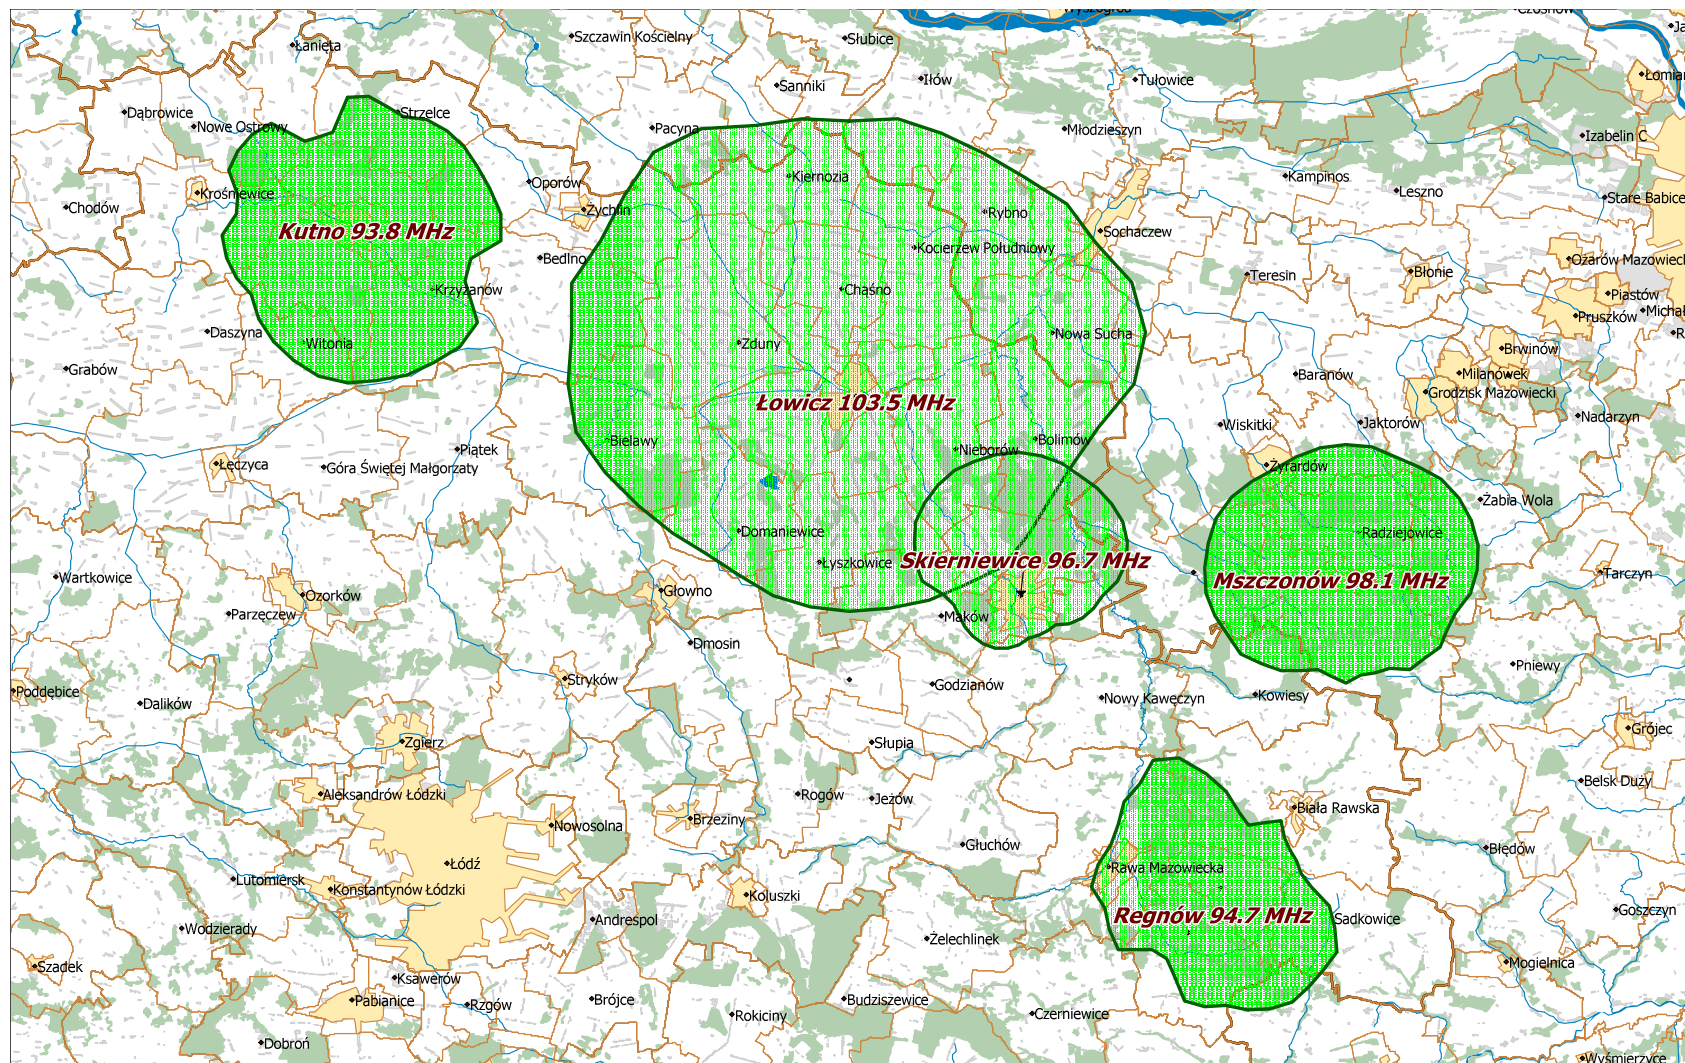 Wyszogród
Czosnów
Łanięta
Szczawin Kościelny
Słubice
Sanniki
Iłów
Tułowice
Dąbrowice
Strzelce
Nowe Ostrowy
Pacyna
Młodzieszyn
Izabelin C
Oporów
Kiernozia
Kampinos
Leszno
Krośniewice
Stare Babice
Chodów
Żychlin
Rybno
Kutno 93.8 MHz
Sochaczew
Kocierzew Południowy
Bedlno
Ożarów Mazowieck
Teresin
Błonie
Krzyżanów
Chąśno
Piastów
Michał
Pruszków
Daszyna
Witonia
Zduny
Nowa Sucha
Brwinów
Grabów
Baranów
Milanówek
Grodzisk Mazowiecki
Łowicz 103.5 MHz
Nadarzyn
Wiskitki
Jaktorów
Bielawy
Bolimów
Piątek
Nieborów
Łęczyca
Góra Świętej Małgorzaty
Żyrardów
Żabia Wola
Domaniewice
Radziejowice
Łyszkowice
Skierniewice 96.7 MHz
Wartkowice
Mszczonów 98.1 MHz
Tarczyn
Ozorków
Głowno
Parzęczew
Maków
Dmosin
Pniewy
Stryków
Godzianów
Poddębice
Nowy Kawęczyn
Kowiesy
Dalików
Grójec
Zgierz
Słupia
Belsk Duży
Aleksandrów Łódzki
Rogów
Jeżów
Biała Rawska
Nowosolna
Brzeziny
Głuchów
Błędów
Łódź
Rawa Mazowiecka
Lutomiersk
Konstantynów Łódzki
Koluszki
Goszczyn
Andrespol
Regnów 94.7 MHz
Sadkowice
Wodzierady
Żelechlinek
Szadek
Mogielnica
Ksawerów
Pabianice
Rzgów
Brójce
Budziszewice
Rokiciny
Czerniewice
Dobroń
Wyśmierzyce